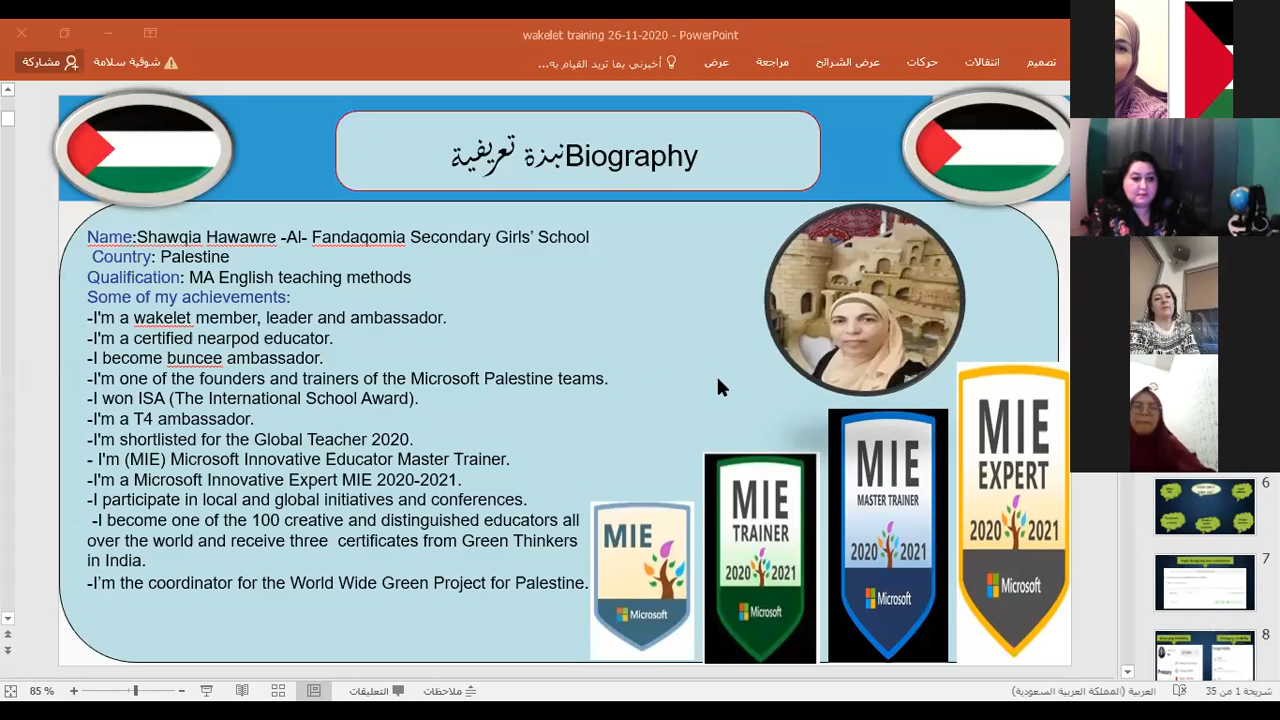 wakelet training 26-11-2020 - PowerPoint
تصميم
انتقالات
حركات
عرض الشرائح
مراجعة
عرض
أخبرني بما تريد القيام به...
شوقية سلامة
مشاركة
نبذة تعريفيةBiography
Name:Shawqia Hawawre -Al- Fandaqomia Secondary Girls' School
Country: Palestine
Qualification: MA English teaching methods
Some of my achievements:
-I'm a wakelet member, leader and ambassador.
-I'm a certified nearpod educator.
-I become buncee ambassador.
-I'm one of the founders and trainers of the Microsoft Palestine teams.
-I won ISA (The International School Award).
-I'm a T4 ambassador.
-I'm shortlisted for the Global Teacher 2020.
- I'm (MIE) Microsoft Innovative Educator Master Trainer.
-I'm a Microsoft Innovative Expert MIE 2020-2021.
-I participate in local and global initiatives and conferences.
-I become one of the 100 creative and distinguished educators all
over the world and receive three certificates from Green Thinkers
in India.
-I'm the coordinator for the World Wide Green Project for Palestine.
MIE
Microsoft
MIE
TRAINER
2020 2021
Microsoft
MIE
MASTER TRAINER
2020 2021
Microsoft
MIE
EXPERT
2020 2021
Microsoft
6
7
8
85 %
التعليقات
ملاحظات
العربية (المملكة العربية السعودية)
شريحة 1 من 35